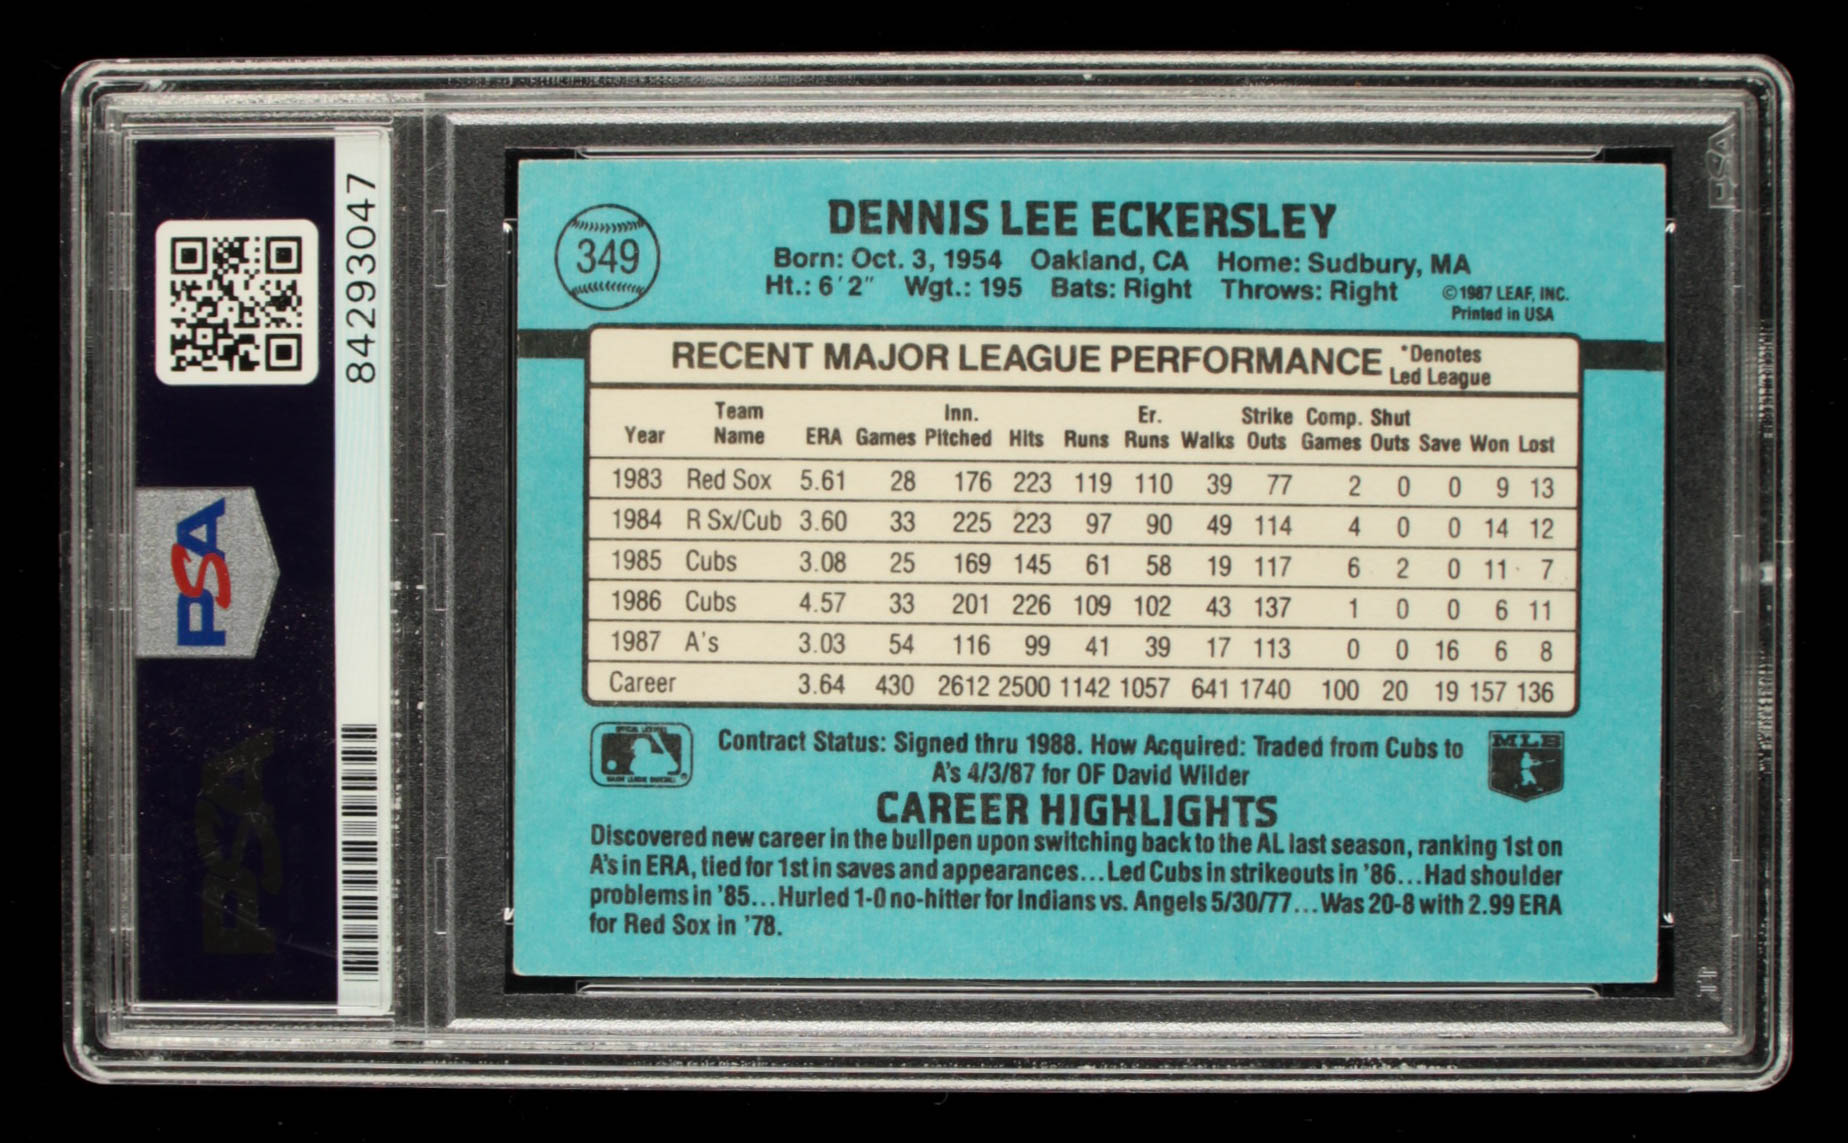 84293047
PSA
PSA
PSA
349
DENNIS LEE ECKERSLEY
Born: Oct. 3, 1954 Oakland, CA Home: Sudbury, MA
Ht.: 6'2" Wgt.: 195 Bats: Right Throws: Right ©1987 LEAF, INC.
Printed in USA
RECENT MAJOR LEAGUE PERFORMANCE *Denotes
Led League
Year Team Name ERA Games Inn. Pitched Hits Runs Er. Runs Walks Strike Outs Comp. Games Shut Outs Save Won Lost
1983 Red Sox 5.61 28 176 223 119 110 39 77 2 0 0 9 13
1984 R Sx/Cub 3.60 33 225 223 97 90 49 114 4 0 0 14 12
1985 Cubs 3.08 25 169 145 61 58 19 117 6 2 0 11 7
1986 Cubs 4.57 33 201 226 109 102 43 137 1 0 0 6 11
1987 A's 3.03 54 116 99 41 39 17 113 0 0 16 6 8
Career 3.64 430 2612 2500 1142 1057 641 1740 100 20 19 157 136
MLB
Contract Status: Signed thru 1988. How Acquired: Traded from Cubs to
A's 4/3/87 for OF David Wilder
CAREER HIGHLIGHTS
Discovered new career in the bullpen upon switching back to the AL last season, ranking 1st on
A's in ERA, tied for 1st in saves and appearances...Led Cubs in strikeouts in '86...Had shoulder
problems in '85...Hurled 1-0 no-hitter for Indians vs. Angels 5/30/77...Was 20-8 with 2.99 ERA
for Red Sox in '78.